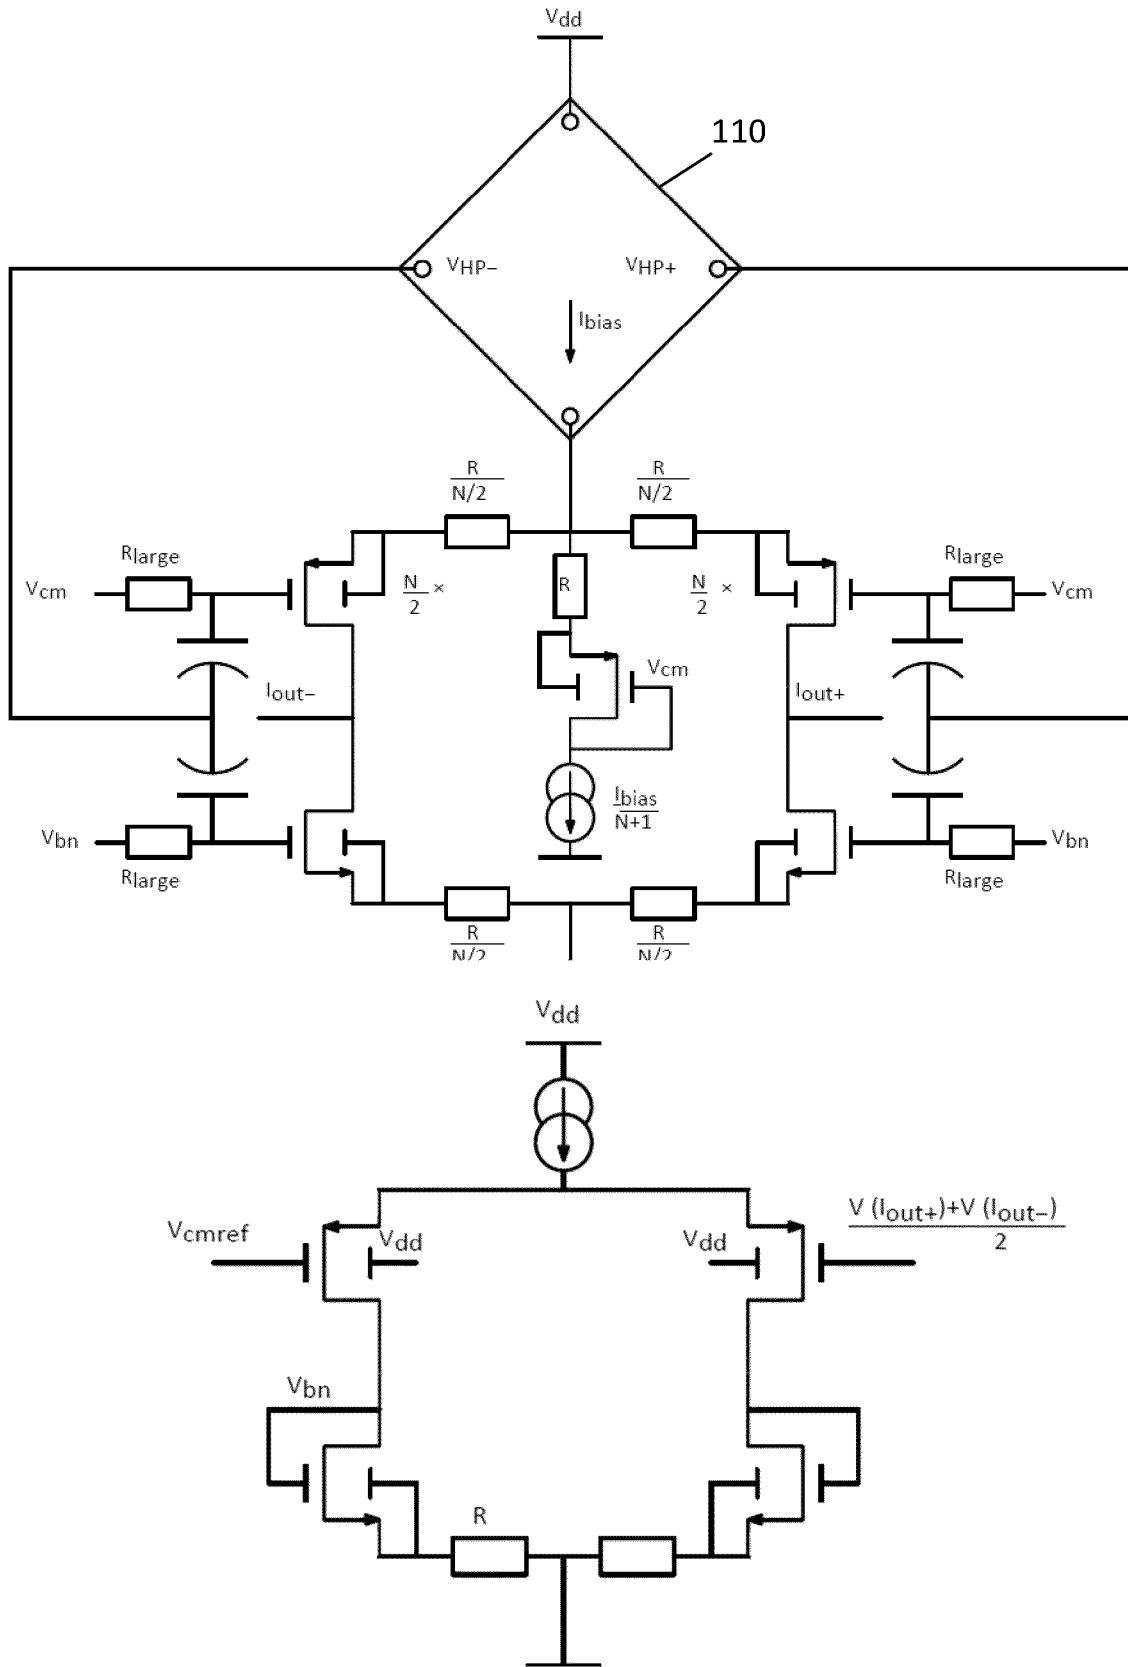 Vdd
110
VHP−
VHP+
Ibias
R
N/2
R
N/2
Rlarge
Rlarge
Vcm
N
2 ×
R
N
2 ×
Vcm
Vcm
Iout−
Iout+
Ibias
N+1
Vbn
Vbn
Rlarge
Rlarge
R
N/2
R
N/2
Vdd
Vcmref
Vdd
Vdd
V (Iout+)+V (Iout−)
2
Vbn
R